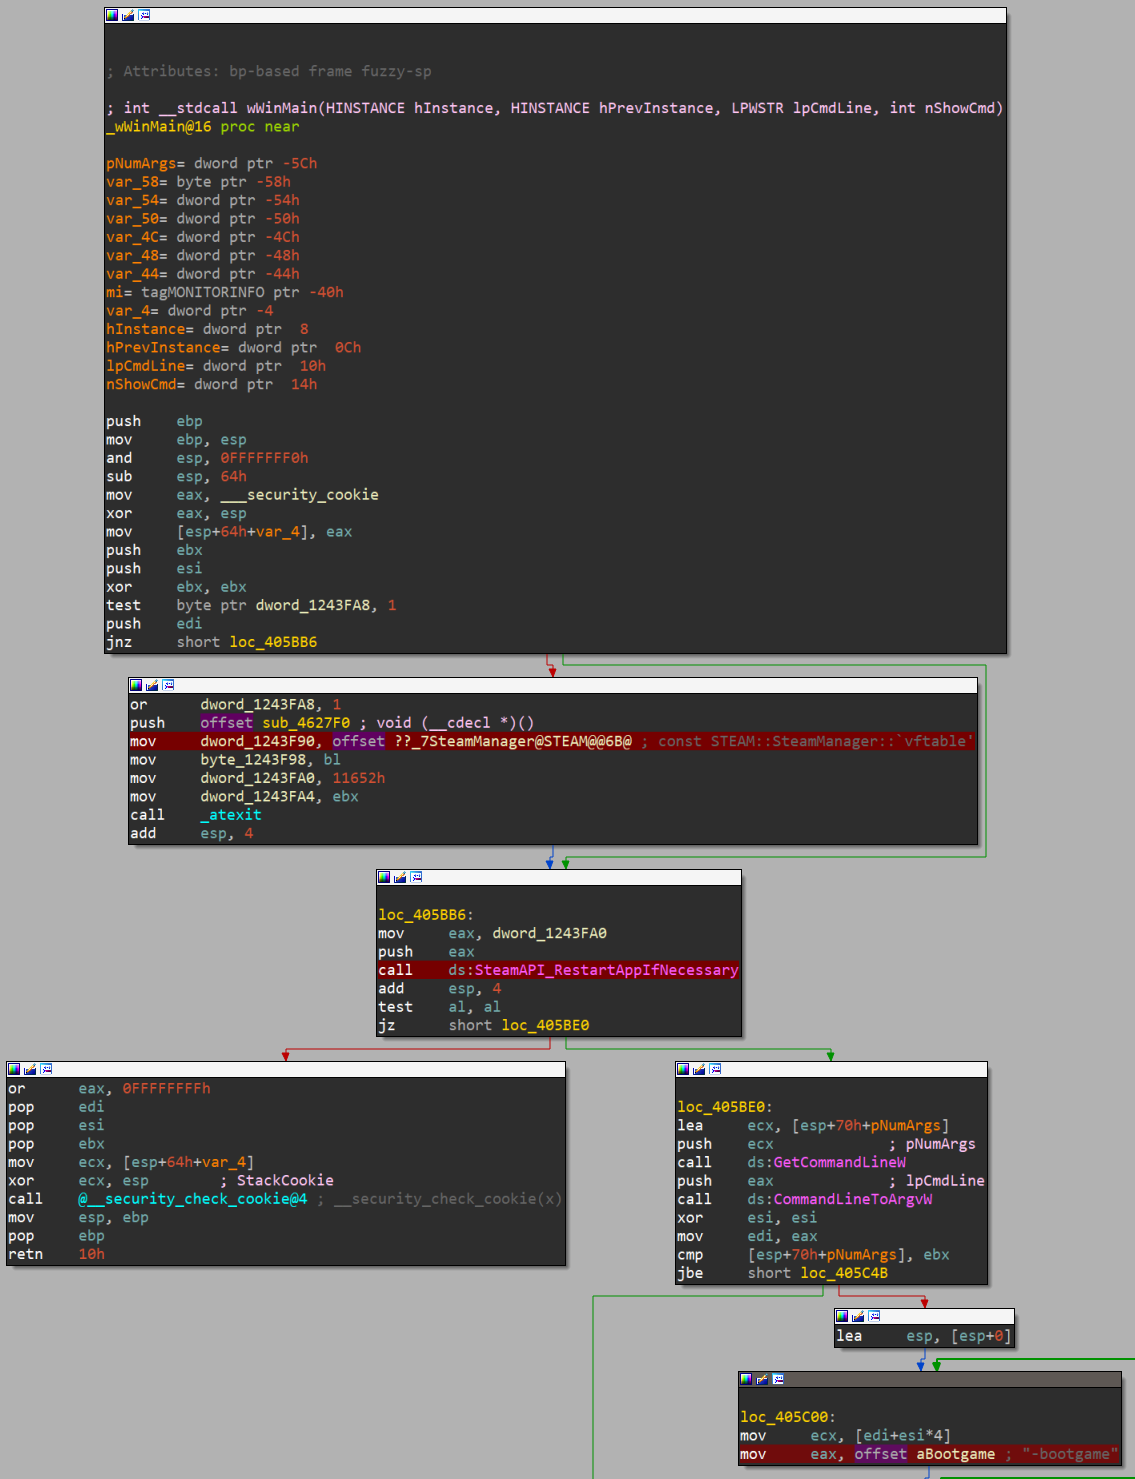 ; Attributes: bp-based frame fuzzy-sp
; int __stdcall wWinMain(HINSTANCE hInstance, HINSTANCE hPrevInstance, LPWSTR lpCmdLine, int nShowCmd)
_wWinMain@16 proc near
pNumArgs= dword ptr -5Ch
var_58= byte ptr -58h
var_54= dword ptr -54h
var_50= dword ptr -50h
var_4C= dword ptr -4Ch
var_48= dword ptr -48h
var_44= dword ptr -44h
mi= tagMONITORINFO ptr -40h
var_4= dword ptr -4
hInstance= dword ptr  8
hPrevInstance= dword ptr  0Ch
lpCmdLine= dword ptr  10h
nShowCmd= dword ptr  14h
push    ebp
mov     ebp, esp
and     esp, 0FFFFFFF0h
sub     esp, 64h
mov     eax, ___security_cookie
xor     eax, esp
mov     [esp+64h+var_4], eax
push    ebx
push    esi
xor     ebx, ebx
test    byte ptr dword_1243FA8, 1
push    edi
jnz     short loc_405BB6
or      dword_1243FA8, 1
push    offset sub_4627F0 ; void (__cdecl *)()
mov     dword_1243F90, offset ??_7SteamManager@STEAM@@6B@ ; const STEAM::SteamManager::`vftable'
mov     byte_1243F98, bl
mov     dword_1243FA0, 11652h
mov     dword_1243FA4, ebx
call    _atexit
add     esp, 4
loc_405BB6:
mov     eax, dword_1243FA0
push    eax
call    ds:SteamAPI_RestartAppIfNecessary
add     esp, 4
test    al, al
jz      short loc_405BE0
or      eax, 0FFFFFFFFh
pop     edi
pop     esi
pop     ebx
mov     ecx, [esp+64h+var_4]
xor     ecx, esp        ; StackCookie
call    @__security_check_cookie@4 ; __security_check_cookie(x)
mov     esp, ebp
pop     ebp
retn    10h
loc_405BE0:
lea     ecx, [esp+70h+pNumArgs]
push    ecx             ; pNumArgs
call    ds:GetCommandLineW
push    eax             ; lpCmdLine
call    ds:CommandLineToArgvW
xor     esi, esi
mov     edi, eax
cmp     [esp+70h+pNumArgs], ebx
jbe     short loc_405C4B
lea     esp, [esp+0]
loc_405C00:
mov     ecx, [edi+esi*4]
mov     eax, offset aBootgame ; "-bootgame"